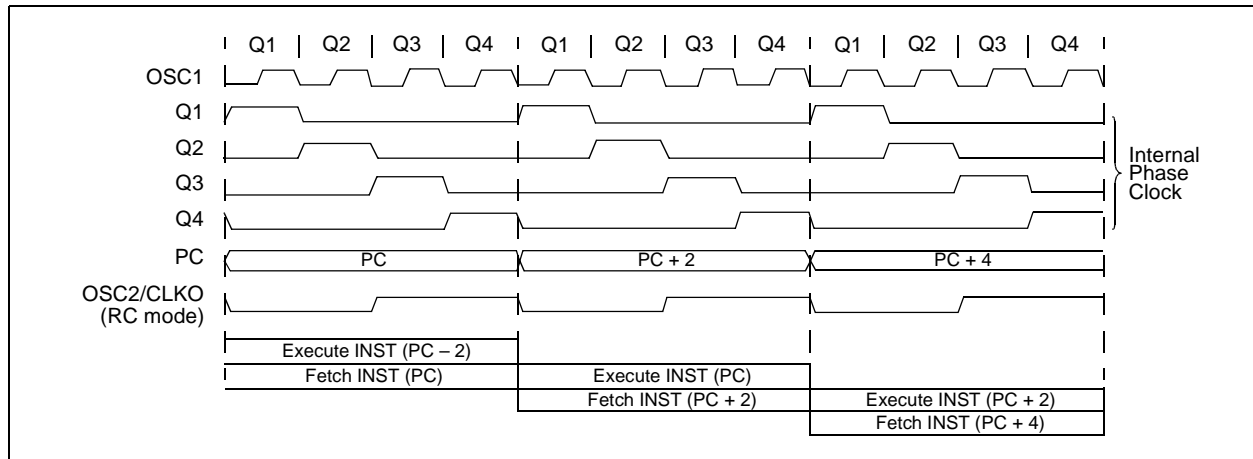 Q1 Q2 Q3 Q4 Q1 Q2 Q3 Q4 Q1 Q2 Q3 Q4
OSC1
Q1
Q2
Q3
Q4
Internal
Phase
Clock
PC PC PC + 2 PC + 4
OSC2/CLKO
(RC mode)
Execute INST (PC – 2)
Fetch INST (PC) Execute INST (PC)
Fetch INST (PC + 2) Execute INST (PC + 2)
Fetch INST (PC + 4)